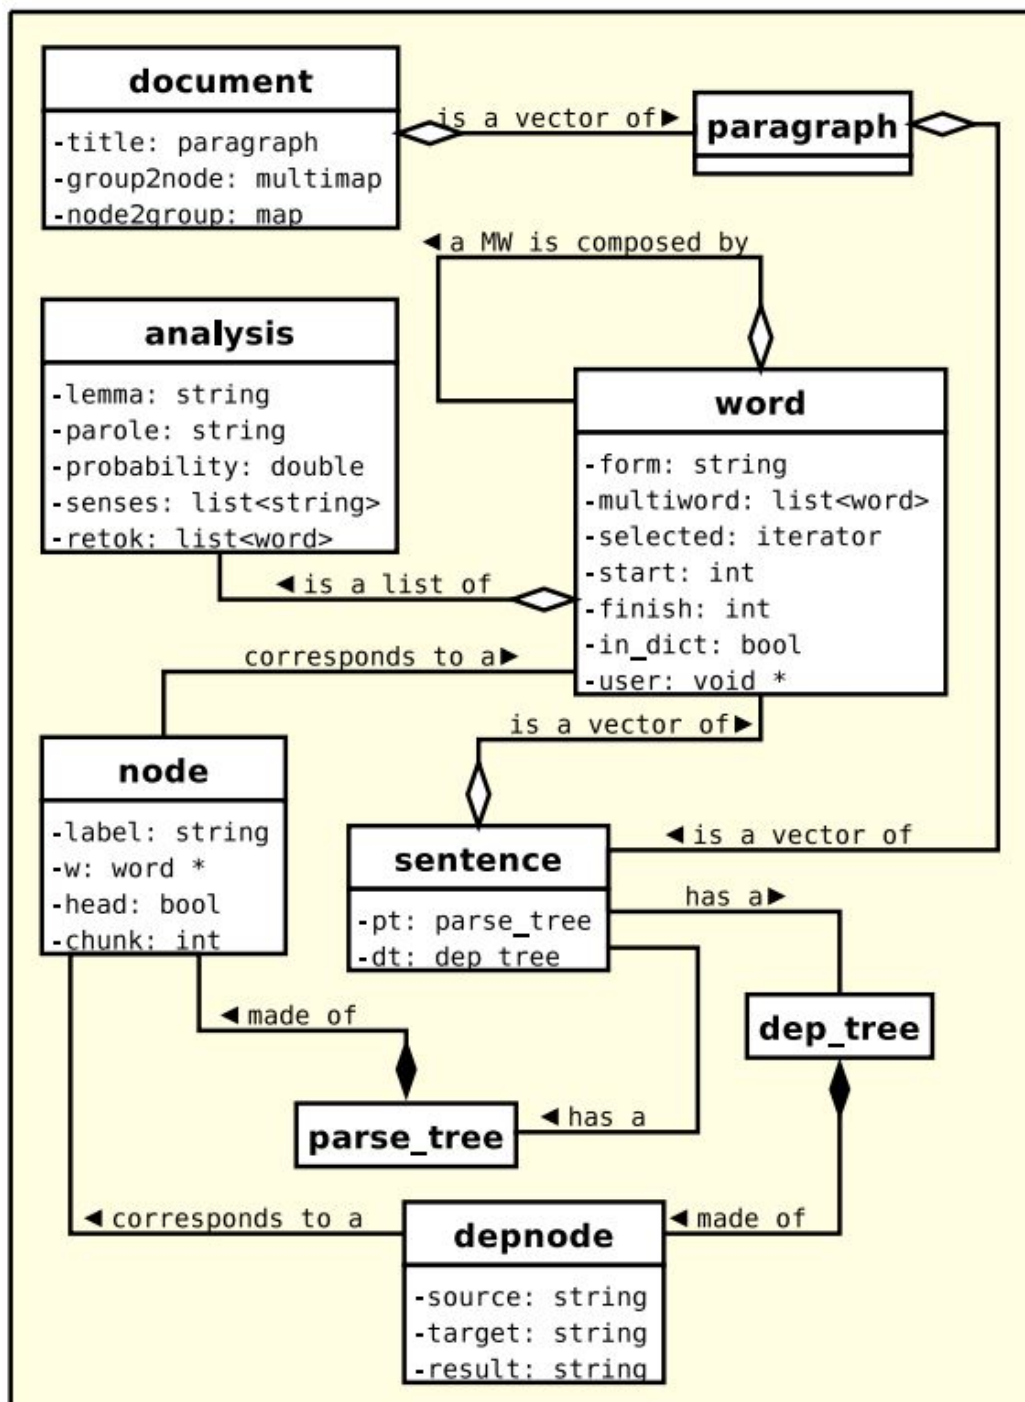 document
-title: paragraph
-group2node: multimap
-node2group: map
is a vector of►
paragraph
◄ a MW is composed by
analysis
-lemma: string
-parole: string
-probability: double
-senses: list<string>
-retok: list<word>
word
-form: string
-multiword: list<word>
-selected: iterator
-start: int
-finish: int
-in_dict: bool
-user: void *
◄ is a list of
corresponds to a►
is a vector of►
node
-label: string
-w: word *
-head: bool
-chunk: int
sentence
-pt: parse_tree
-dt: dep_tree
◄ is a vector of
has a►
◄ made of
dep_tree
parse_tree
◄ has a
◄ corresponds to a
depnode
-source: string
-target: string
-result: string
◄ made of